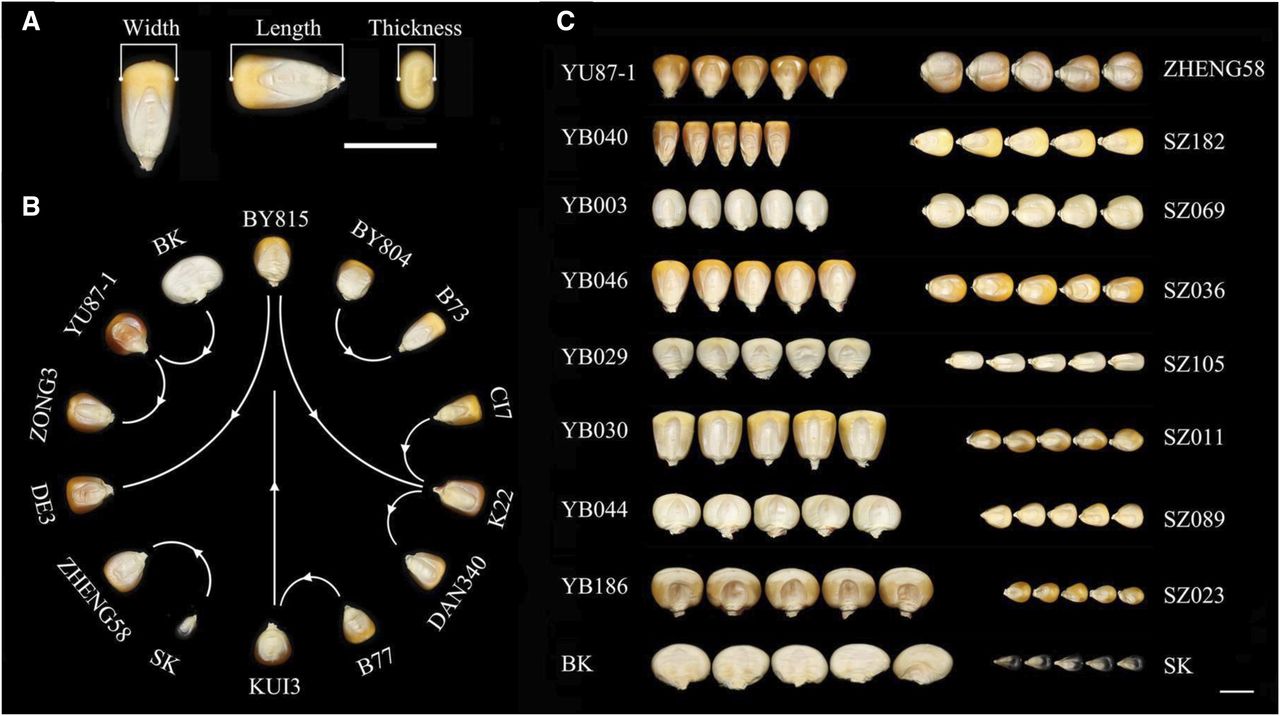 A
Width
Length
Thickness
B
BY815
BY804
B73
CI7
K22
DAN340
B77
KUI3
SK
ZHENG58
DE3
ZONG3
YU87-1
BK
C
YU87-1
ZHENG58
YB040
SZ182
YB003
SZ069
YB046
SZ036
YB029
SZ105
YB030
SZ011
YB044
SZ089
YB186
SZ023
BK
SK